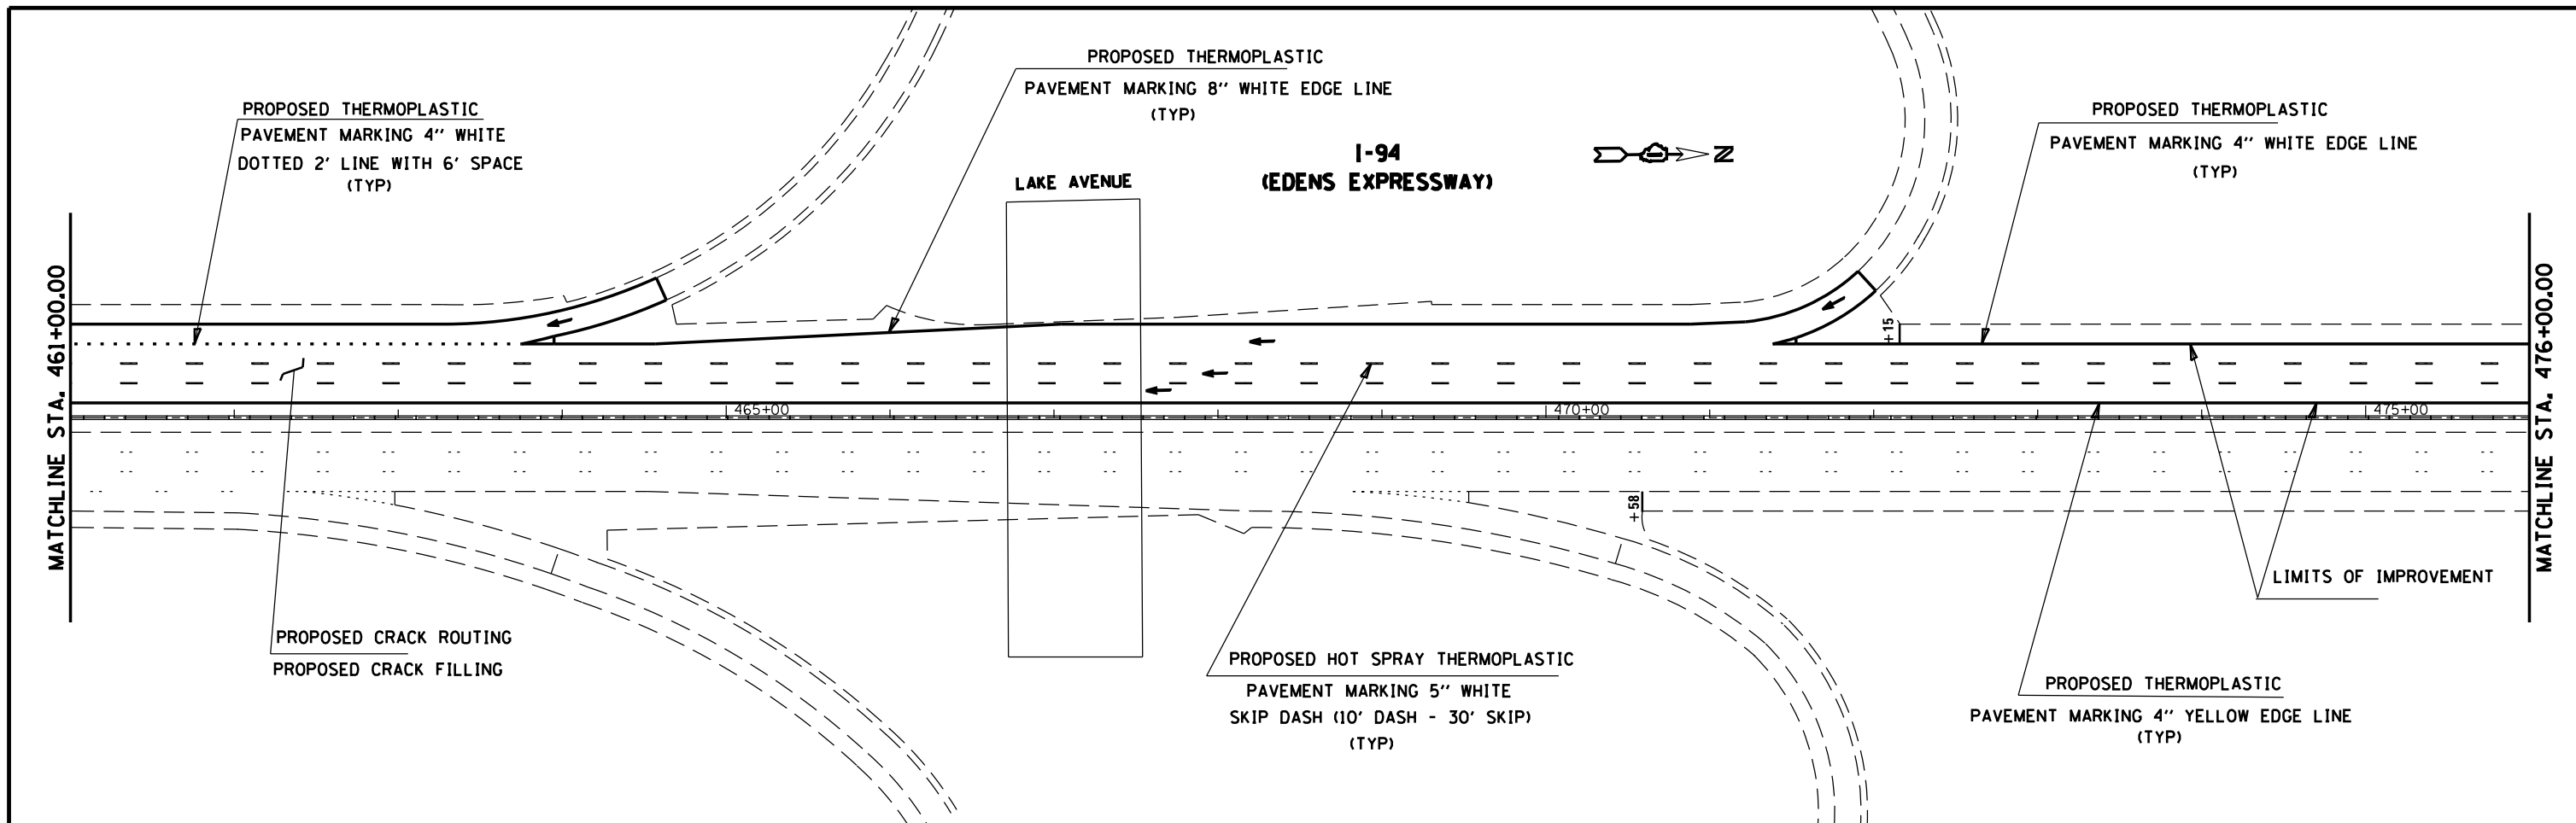 PROPOSED THERMOPLASTIC
PAVEMENT MARKING 4'' WHITE
DOTTED 2' LINE WITH 6' SPACE
(TYP)
PROPOSED THERMOPLASTIC
PAVEMENT MARKING 8'' WHITE EDGE LINE
(TYP)
I-94
(EDENS EXPRESSWAY)
LAKE AVENUE
N
PROPOSED THERMOPLASTIC
PAVEMENT MARKING 4'' WHITE EDGE LINE
(TYP)
MATCHLINE STA. 461+00.00
+15
465+00
470+00
475+00
MATCHLINE STA. 476+00.00
+58
PROPOSED CRACK ROUTING
PROPOSED CRACK FILLING
PROPOSED HOT SPRAY THERMOPLASTIC
PAVEMENT MARKING 5'' WHITE
SKIP DASH (10' DASH - 30' SKIP)
(TYP)
LIMITS OF IMPROVEMENT
PROPOSED THERMOPLASTIC
PAVEMENT MARKING 4'' YELLOW EDGE LINE
(TYP)